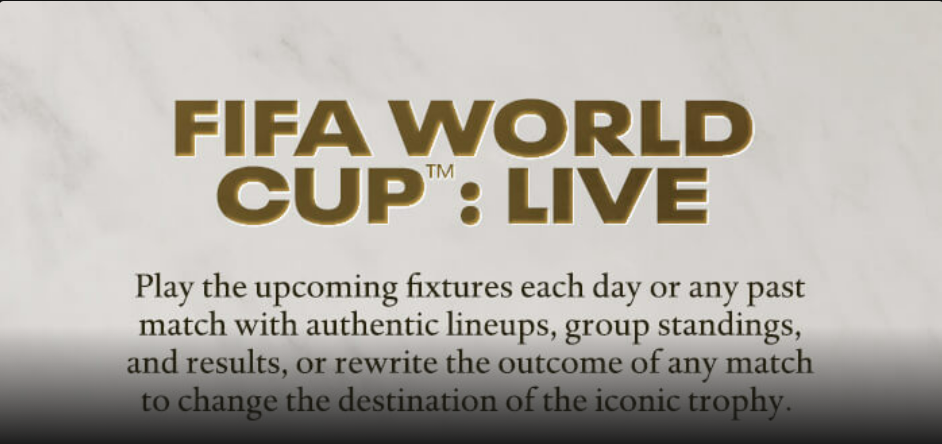 FIFA WORLD
CUP™: LIVE
Play the upcoming fixtures each day or any past
match with authentic lineups, group standings,
and results, or rewrite the outcome of any match
to change the destination of the iconic trophy.